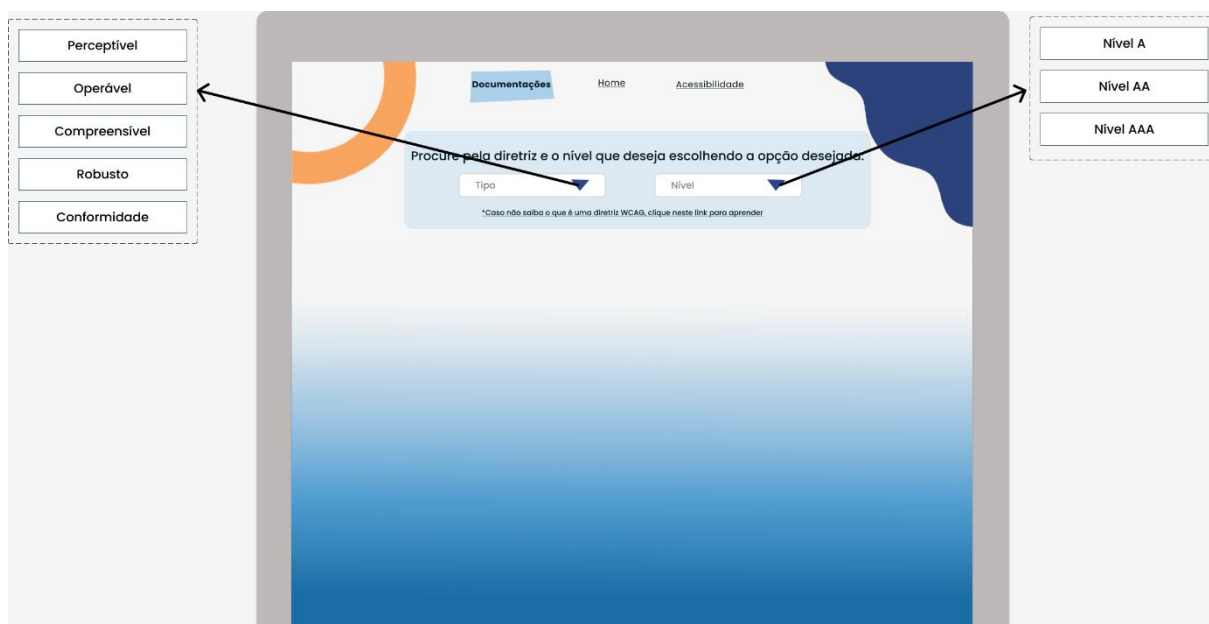 Perceptível
Operável
Compreensível
Robusto
Conformidade
Documentações Home Acessibilidade
Procure pela diretriz e o nível que deseja escolhendo a opção desejada:
Tipo Nível
*Caso não saiba o que é uma diretriz WCAG, clique neste link para aprender
Nível A
Nível AA
Nível AAA